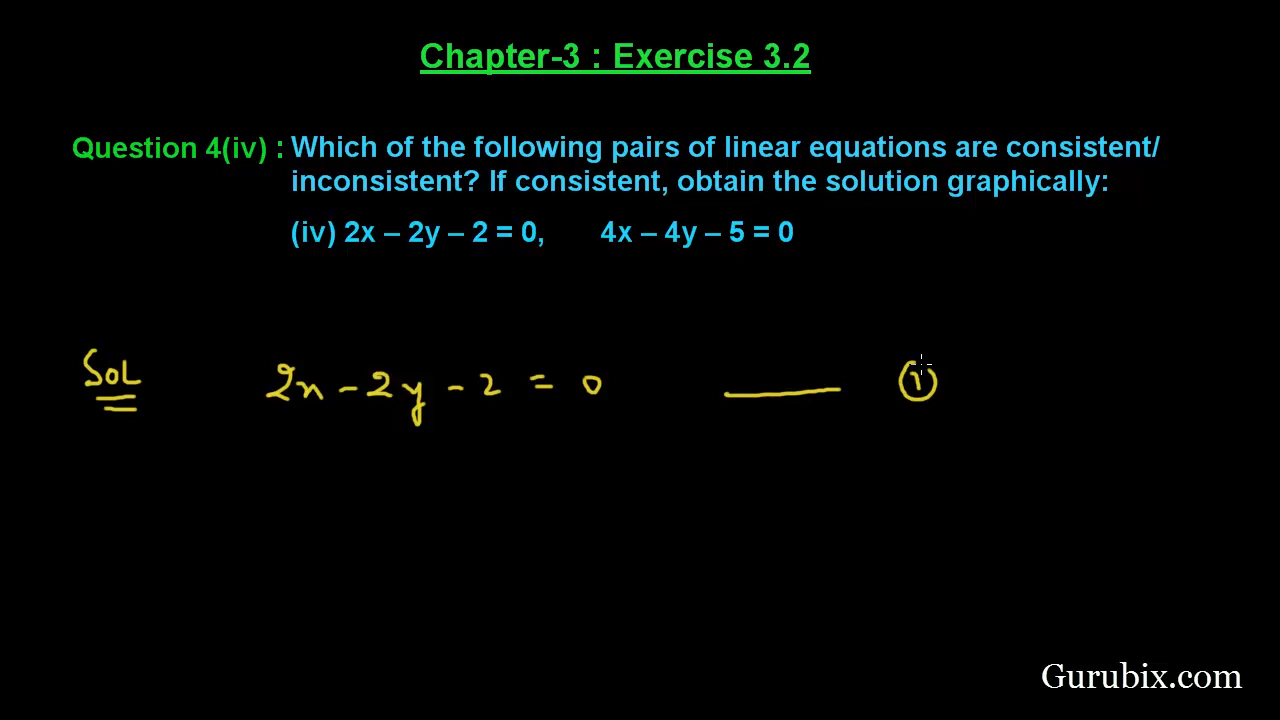 Chapter-3 : Exercise 3.2
Question 4(iv) : Which of the following pairs of linear equations are consistent/
inconsistent? If consistent, obtain the solution graphically:
(iv) 2x – 2y – 2 = 0, 4x – 4y – 5 = 0
SOL 2x - 2y - 2 = 0 —— ①
Gurubix.com